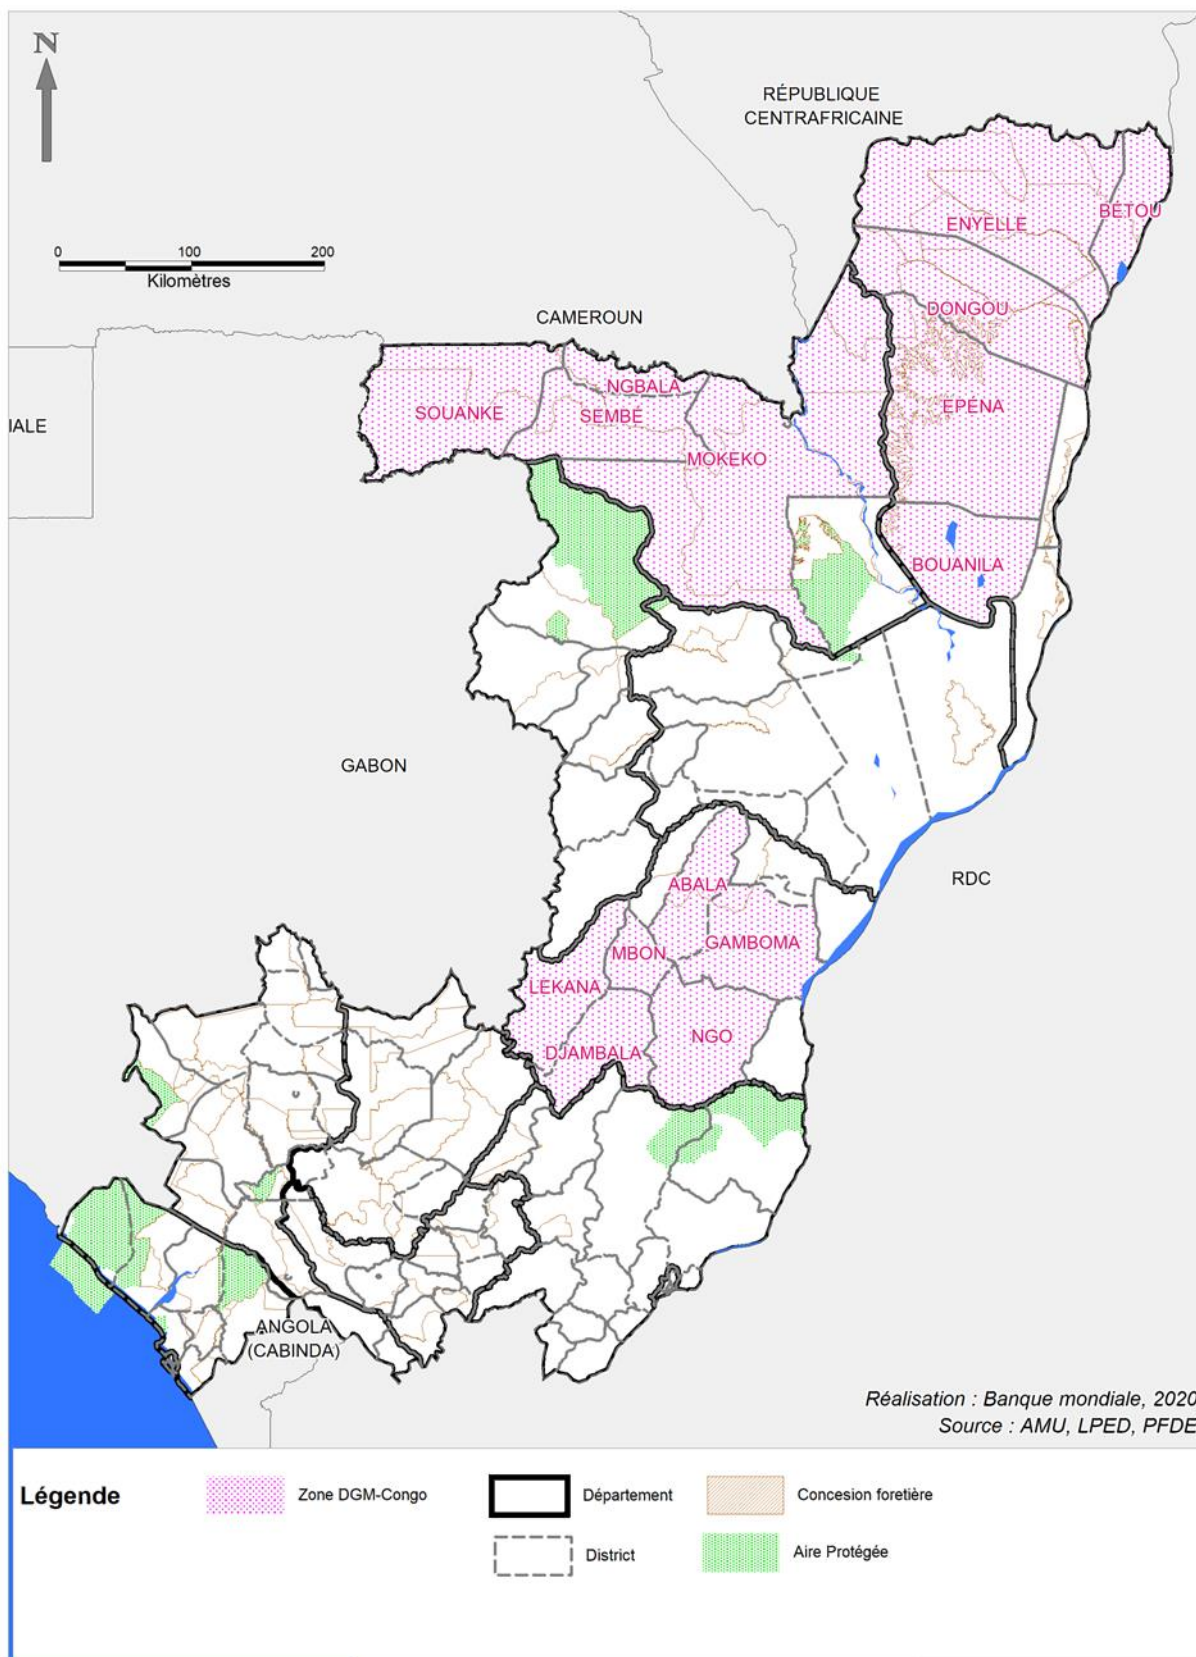 N
RÉPUBLIQUE
CENTRAFRICAINE
0 100 200
Kilomètres
BÉTOU
ENYELLE
DONGOU
CAMEROUN
NGBALA
SOUANKE
SEMBÉ
EPENA
IALE
MOKEKO
BOUANILA
GABON
RDC
ABALA
GAMBOMA
MBON
LEKANA
NGO
DJAMBALA
ANGOLA
(CABINDA)
Réalisation : Banque mondiale, 2020
Source : AMU, LPED, PFDE
Légende
Zone DGM-Congo
Département
Concesion foretière
District
Aire Protégée